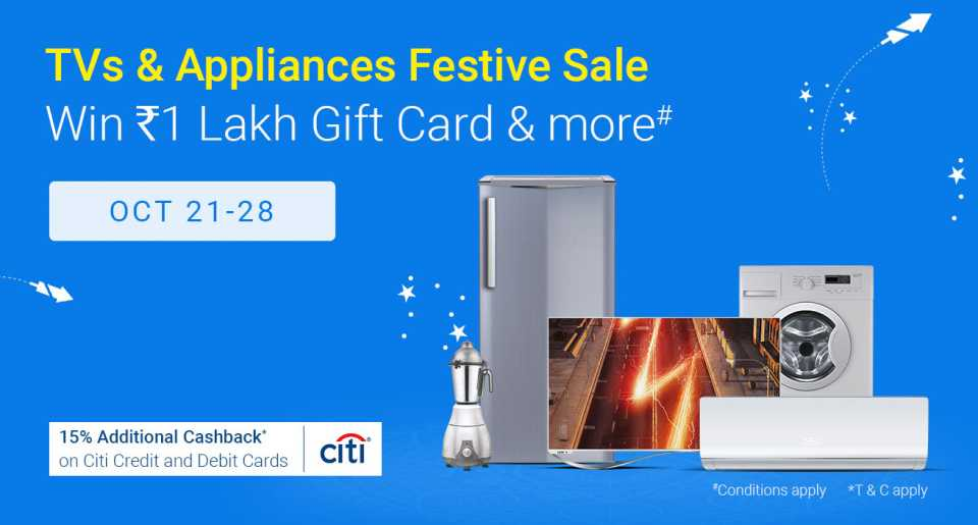 TVs & Appliances Festive Sale
Win ₹1 Lakh Gift Card & more#
OCT 21-28
15% Additional Cashback*
on Citi Credit and Debit Cards
citi®
#Conditions apply *T & C apply